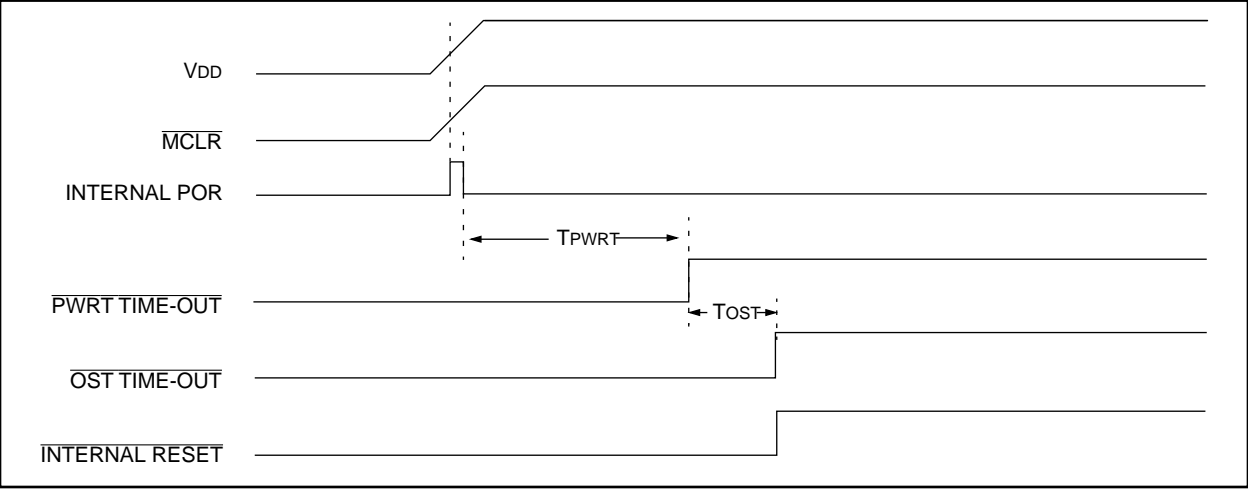 VDD
MCLR
INTERNAL POR
TPWRT
PWRT TIME-OUT
TOST
OST TIME-OUT
INTERNAL RESET